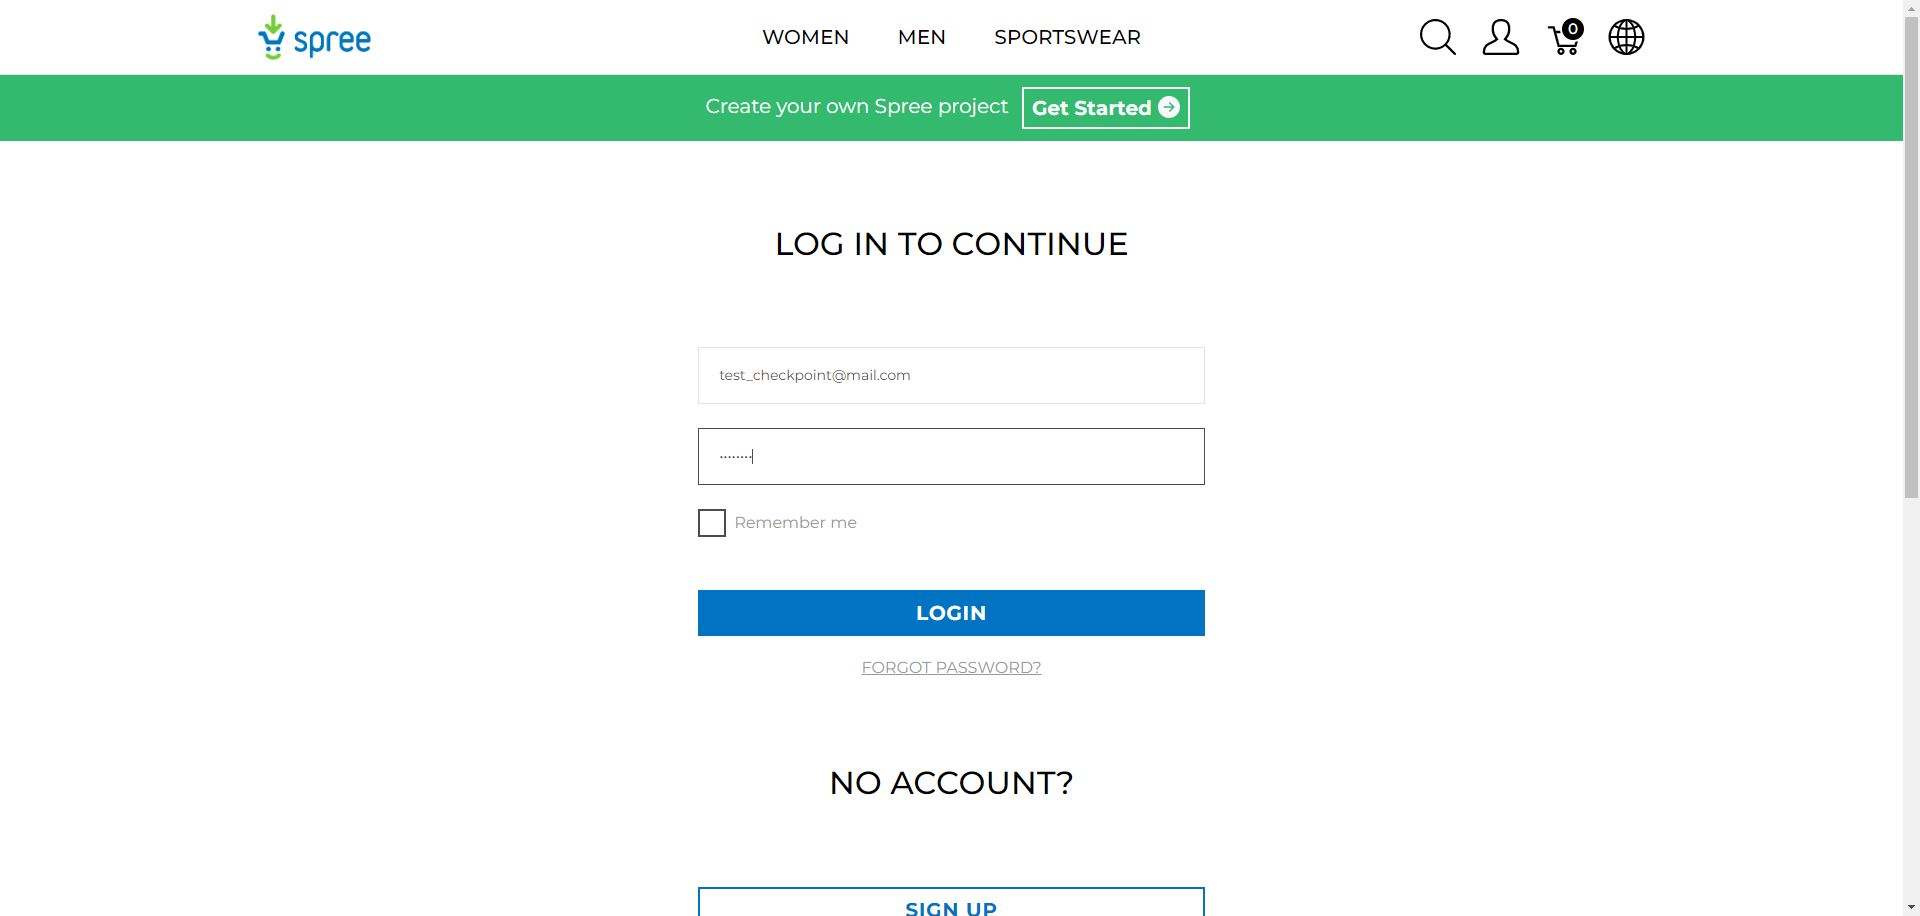 spree
WOMEN MEN SPORTSWEAR
0
Create your own Spree project Get Started
LOG IN TO CONTINUE
test_checkpoint@mail.com
········
Remember me
LOGIN
FORGOT PASSWORD?
NO ACCOUNT?
SIGN UP